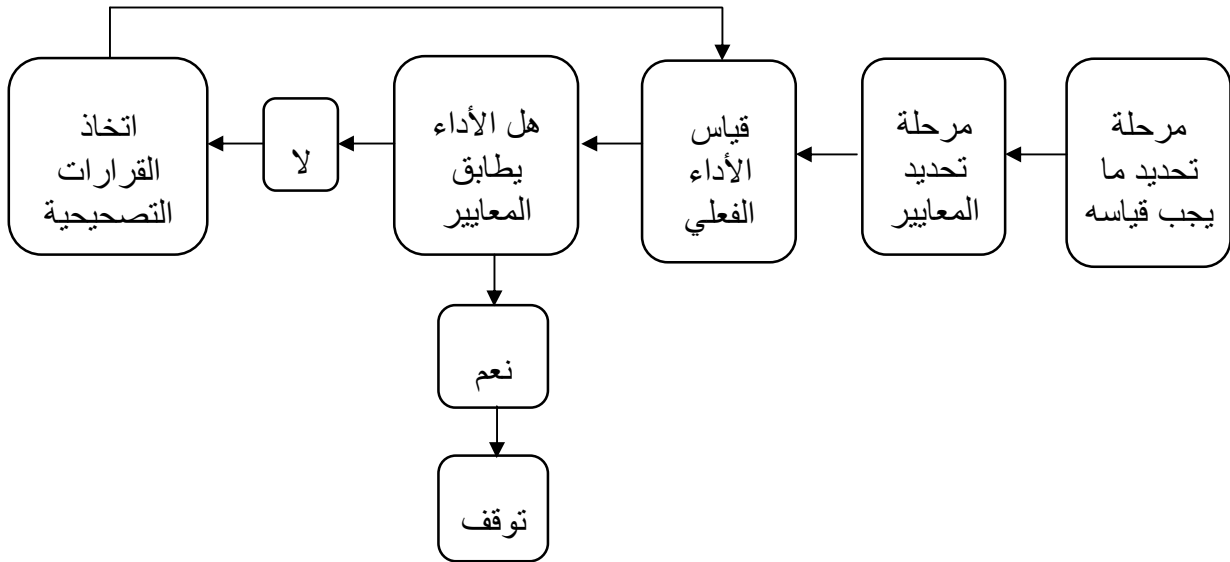 مرحلة
تحديد ما
يجب قياسه
مرحلة
تحديد
المعايير
قياس
الأداء
الفعلي
هل الأداء
يطابق
المعايير
لا
اتخاذ
القرارات
التصحيحية
نعم
توقف